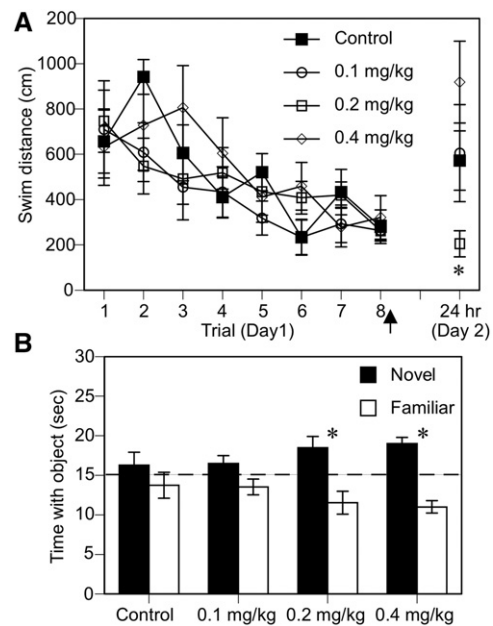 A
200
1000
800
600
400
200
0
Swim distance (cm)
Control
0.1 mg/kg
0.2 mg/kg
0.4 mg/kg
*
1 2 3 4 5 6 7 8 24 hr
Trial (Day1) (Day 2)
B
30
25
20
15
10
5
0
Time with object (sec)
Novel
Familiar
* *
Control 0.1 mg/kg 0.2 mg/kg 0.4 mg/kg